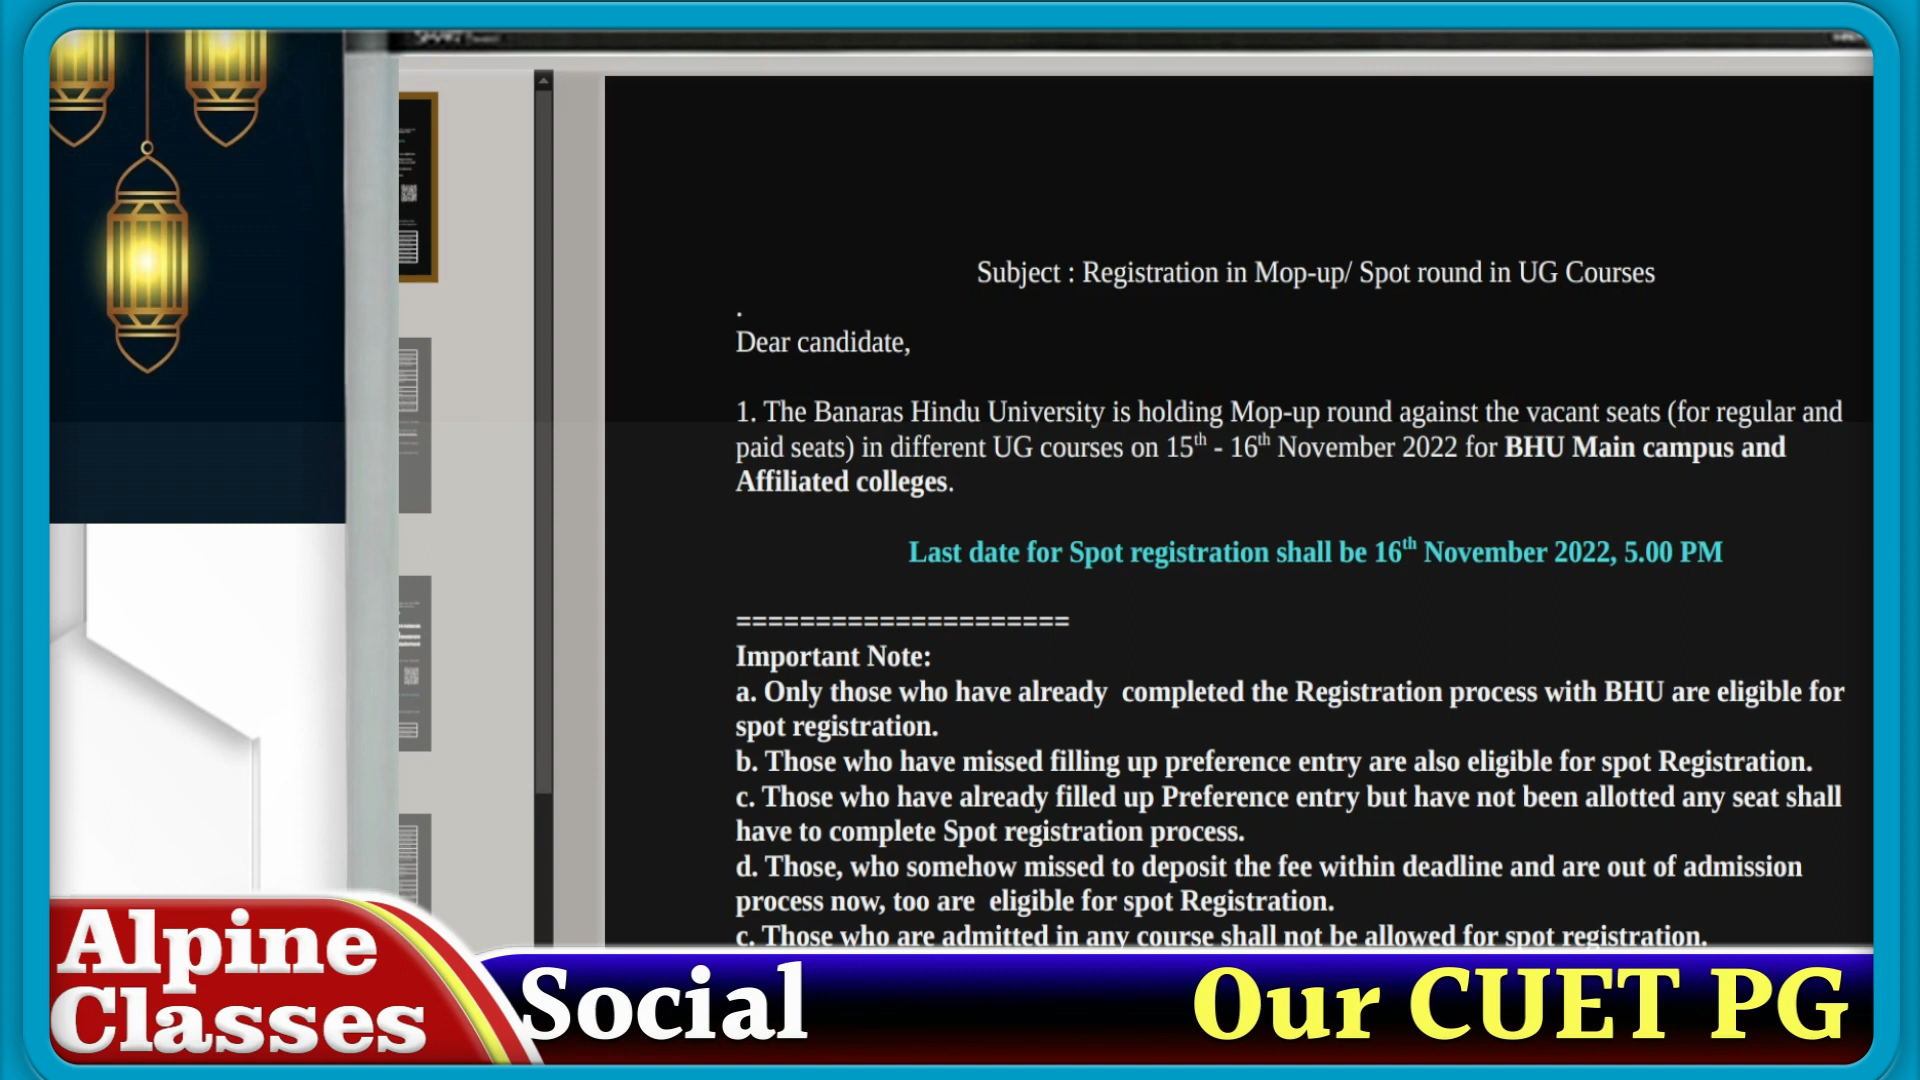 Subject : Registration in Mop-up/ Spot round in UG Courses
.
Dear candidate,
1. The Banaras Hindu University is holding Mop-up round against the vacant seats (for regular and
paid seats) in different UG courses on 15th - 16th November 2022 for BHU Main campus and
Affiliated colleges.
Last date for Spot registration shall be 16th November 2022, 5.00 PM
=====================
Important Note:
a. Only those who have already completed the Registration process with BHU are eligible for
spot registration.
b. Those who have missed filling up preference entry are also eligible for spot Registration.
c. Those who have already filled up Preference entry but have not been allotted any seat shall
have to complete Spot registration process.
d. Those, who somehow missed to deposit the fee within deadline and are out of admission
process now, too are eligible for spot Registration.
c. Those who are admitted in any course shall not be allowed for spot registration.
Alpine
Classes
Social
Our CUET PG